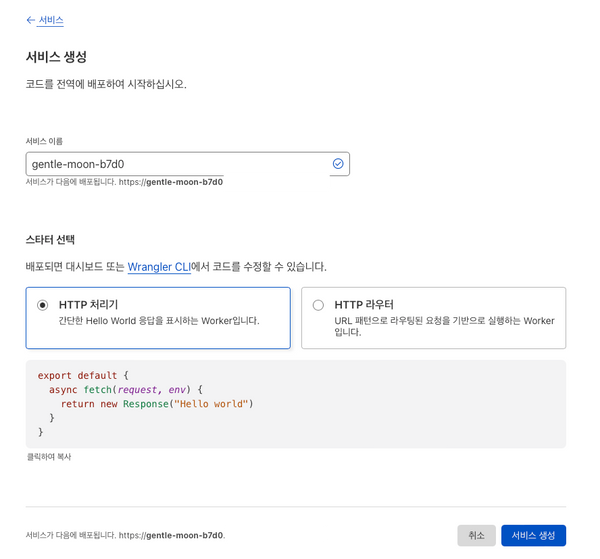 ← 서비스
서비스 생성
코드를 전역에 배포하여 시작하십시오.
서비스 이름
gentle-moon-b7d0
서비스가 다음에 배포됩니다. https://gentle-moon-b7d0
스타터 선택
배포되면 대시보드 또는 Wrangler CLI에서 코드를 수정할 수 있습니다.
HTTP 처리기
간단한 Hello World 응답을 표시하는 Worker입니다.
HTTP 라우터
URL 패턴으로 라우팅된 요청을 기반으로 실행하는 Worker
입니다.
export default {
  async fetch(request, env) {
    return new Response("Hello world")
  }
}
클릭하여 복사
서비스가 다음에 배포됩니다. https://gentle-moon-b7d0.
취소
서비스 생성